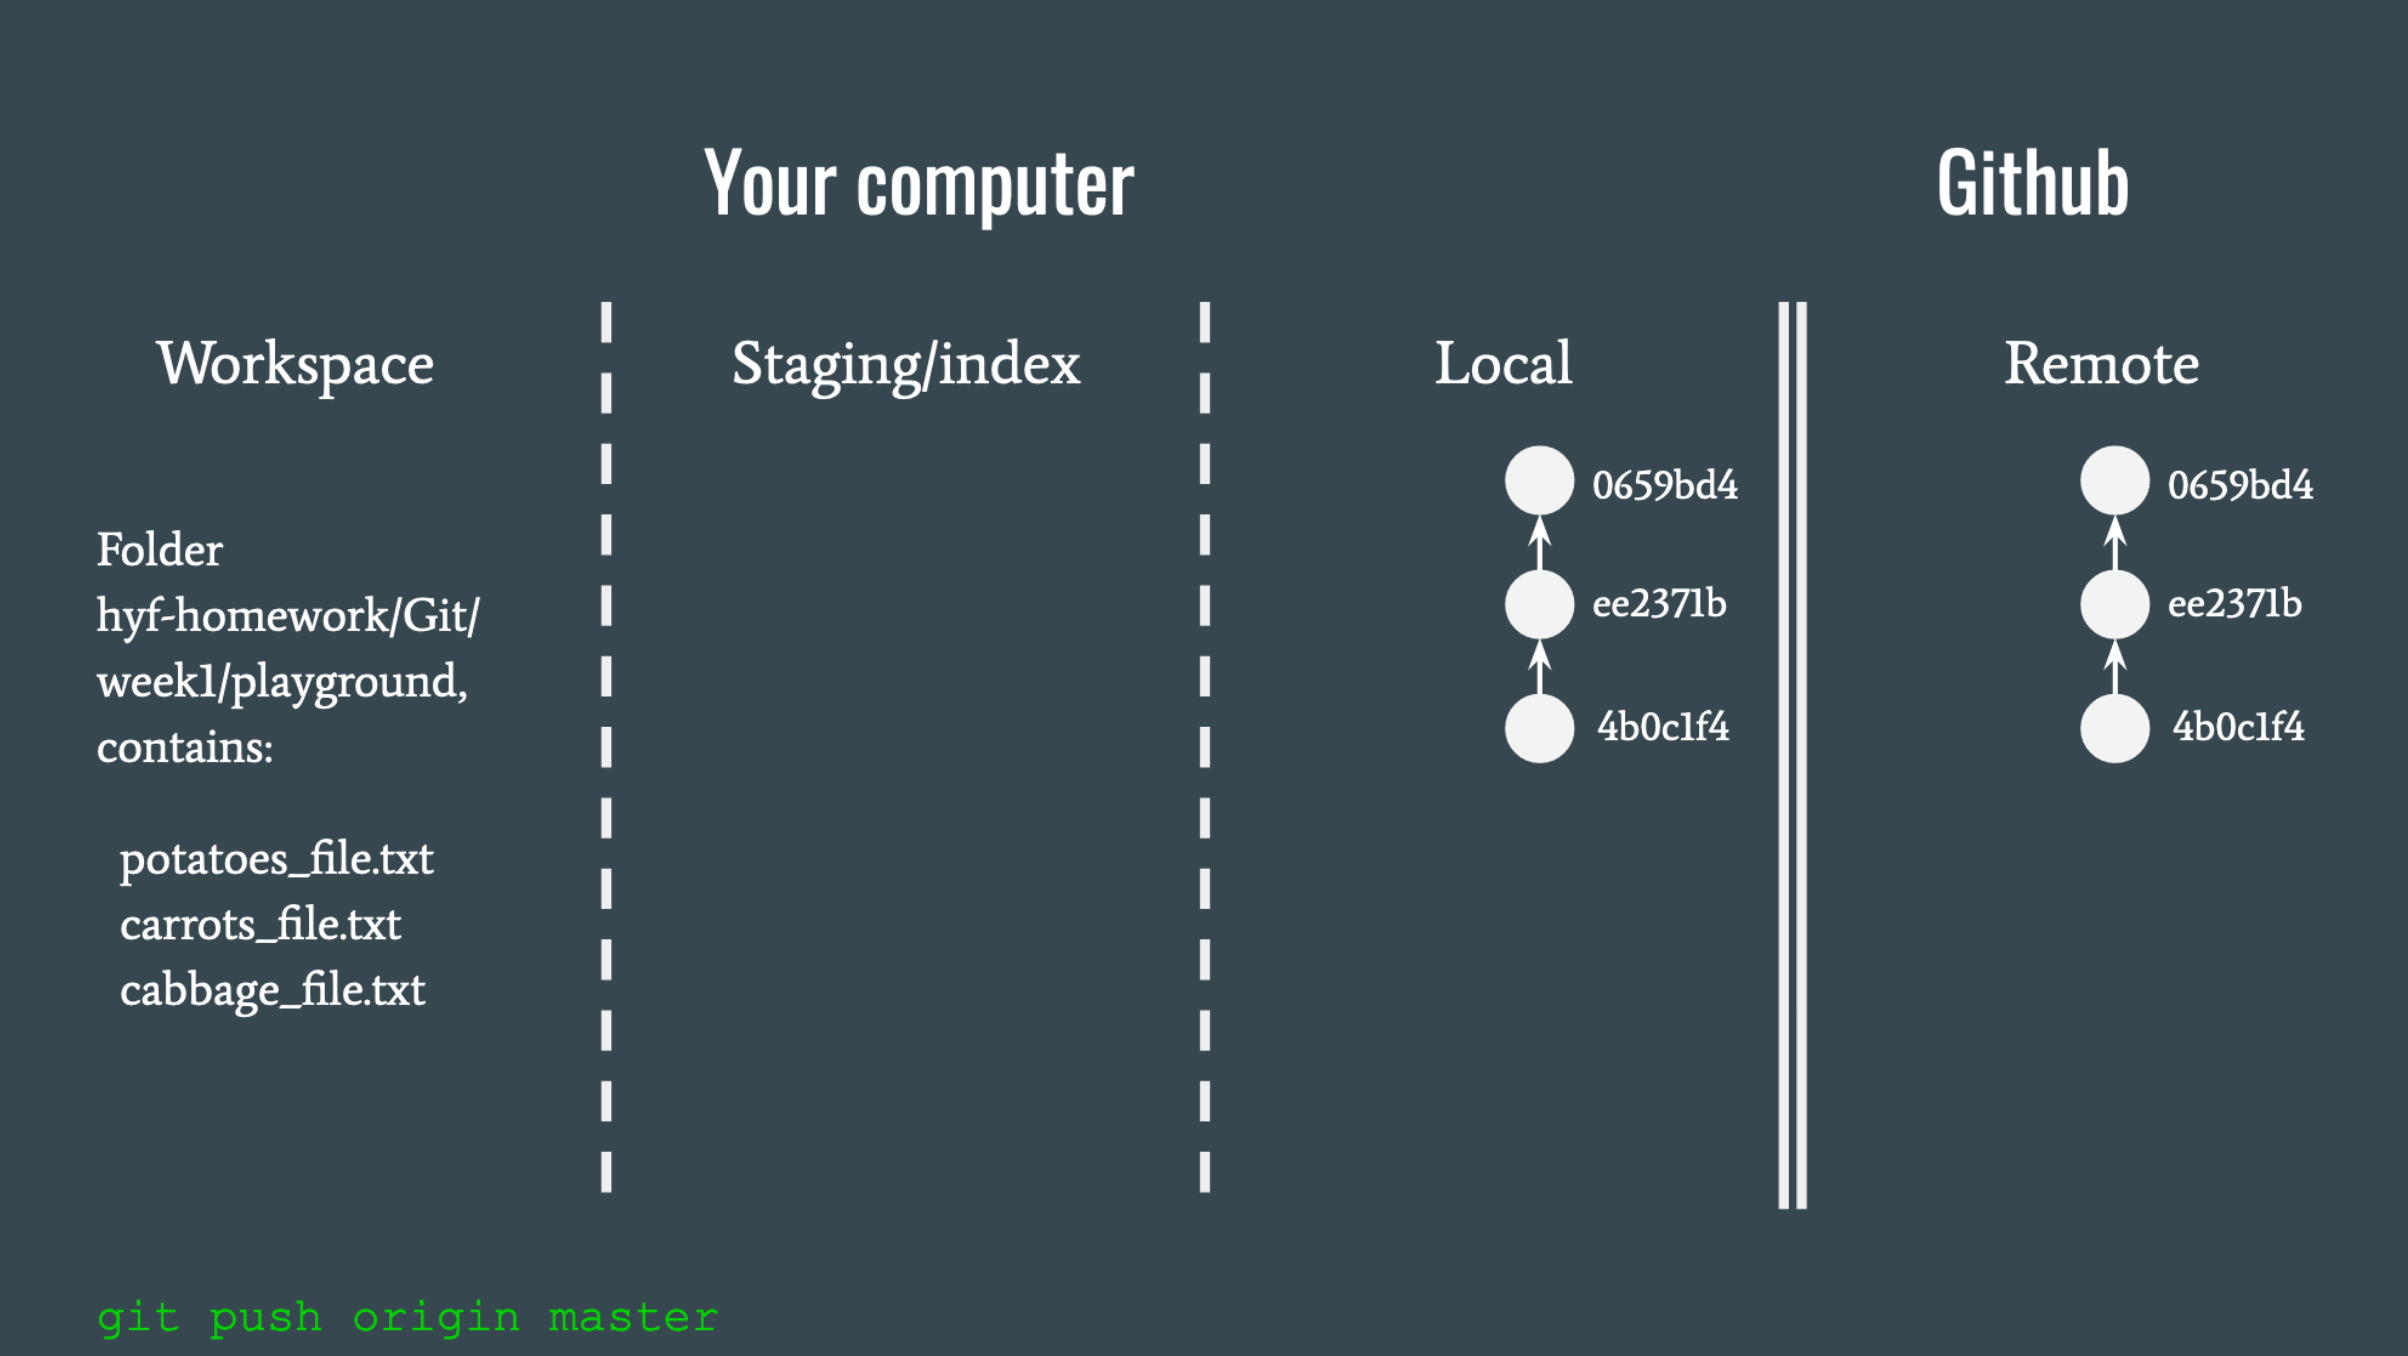 Your computer
Github
Workspace
Staging/index
Local
Remote
Folder
hyf-homework/Git/
week1/playground,
contains:
potatoes_file.txt
carrots_file.txt
cabbage_file.txt
0659bd4
ee2371b
4b0c1f4
0659bd4
ee2371b
4b0c1f4
git push origin master